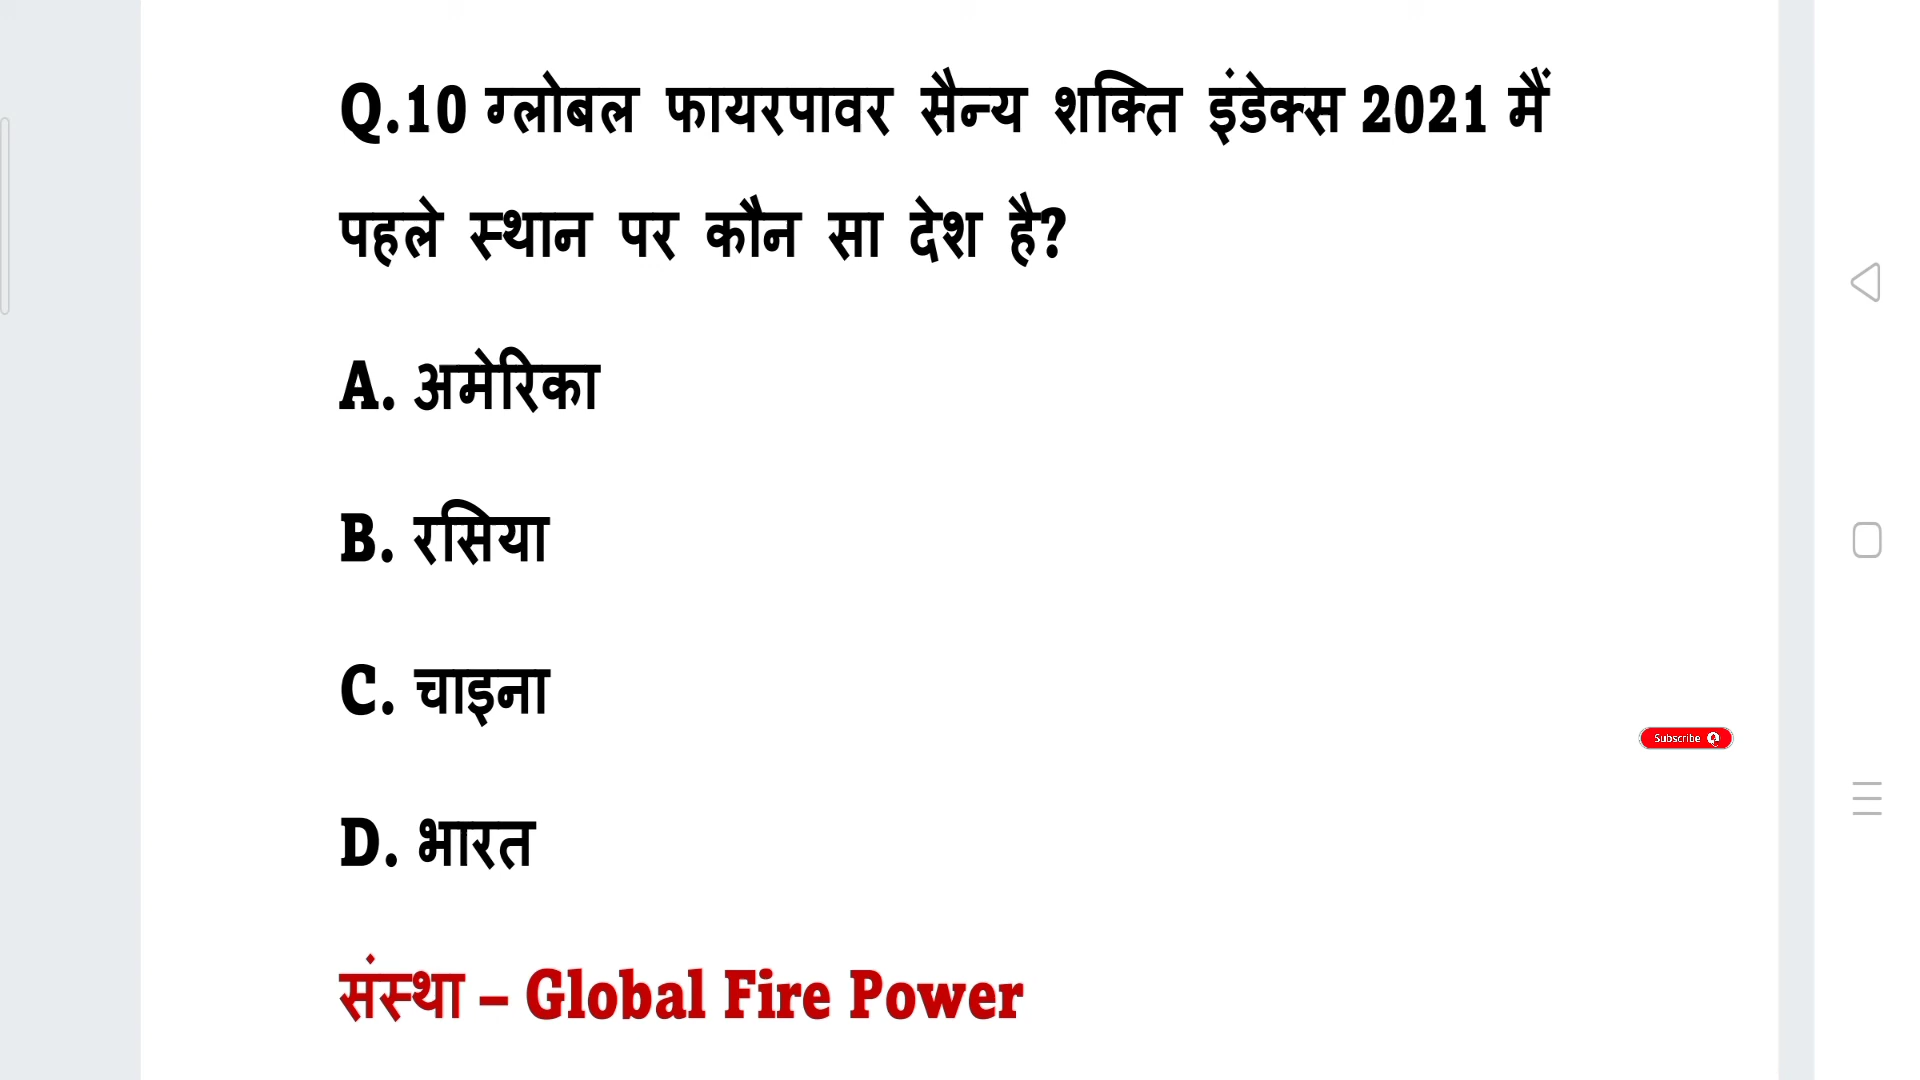 Q.10 ग्लोबल फायरपावर सैन्य शक्ति इंडेक्स 2021 मैं
पहले स्थान पर कौन सा देश है?
A. अमेरिका
B. रसिया
C. चाइना
D. भारत
Subscribe
संस्था – Global Fire Power